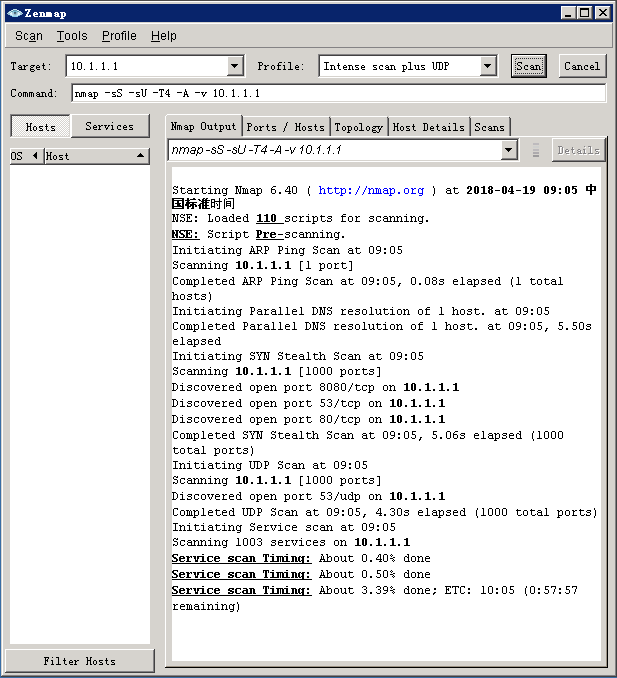 Zenmap
Scan Tools Profile Help
Target: 10.1.1.1 Profile: Intense scan plus UDP Scan Cancel
Command: nmap -sS -sU -T4 -A -v 10.1.1.1
Hosts Services
Nmap Output Ports / Hosts Topology Host Details Scans
OS Host
nmap -sS -sU -T4 -A -v 10.1.1.1 Details
Starting Nmap 6.40 ( http://nmap.org ) at 2018-04-19 09:05 中
国标准时间
NSE: Loaded 110 scripts for scanning.
NSE: Script Pre-scanning.
Initiating ARP Ping Scan at 09:05
Scanning 10.1.1.1 [1 port]
Completed ARP Ping Scan at 09:05, 0.08s elapsed (1 total
hosts)
Initiating Parallel DNS resolution of 1 host. at 09:05
Completed Parallel DNS resolution of 1 host. at 09:05, 5.50s
elapsed
Initiating SYN Stealth Scan at 09:05
Scanning 10.1.1.1 [1000 ports]
Discovered open port 8080/tcp on 10.1.1.1
Discovered open port 53/tcp on 10.1.1.1
Discovered open port 80/tcp on 10.1.1.1
Completed SYN Stealth Scan at 09:05, 5.06s elapsed (1000
total ports)
Initiating UDP Scan at 09:05
Scanning 10.1.1.1 [1000 ports]
Discovered open port 53/udp on 10.1.1.1
Completed UDP Scan at 09:05, 4.30s elapsed (1000 total ports)
Initiating Service scan at 09:05
Scanning 1003 services on 10.1.1.1
Service scan Timing: About 0.40% done
Service scan Timing: About 0.50% done
Service scan Timing: About 3.39% done; ETC: 10:05 (0:57:57
remaining)
Filter Hosts